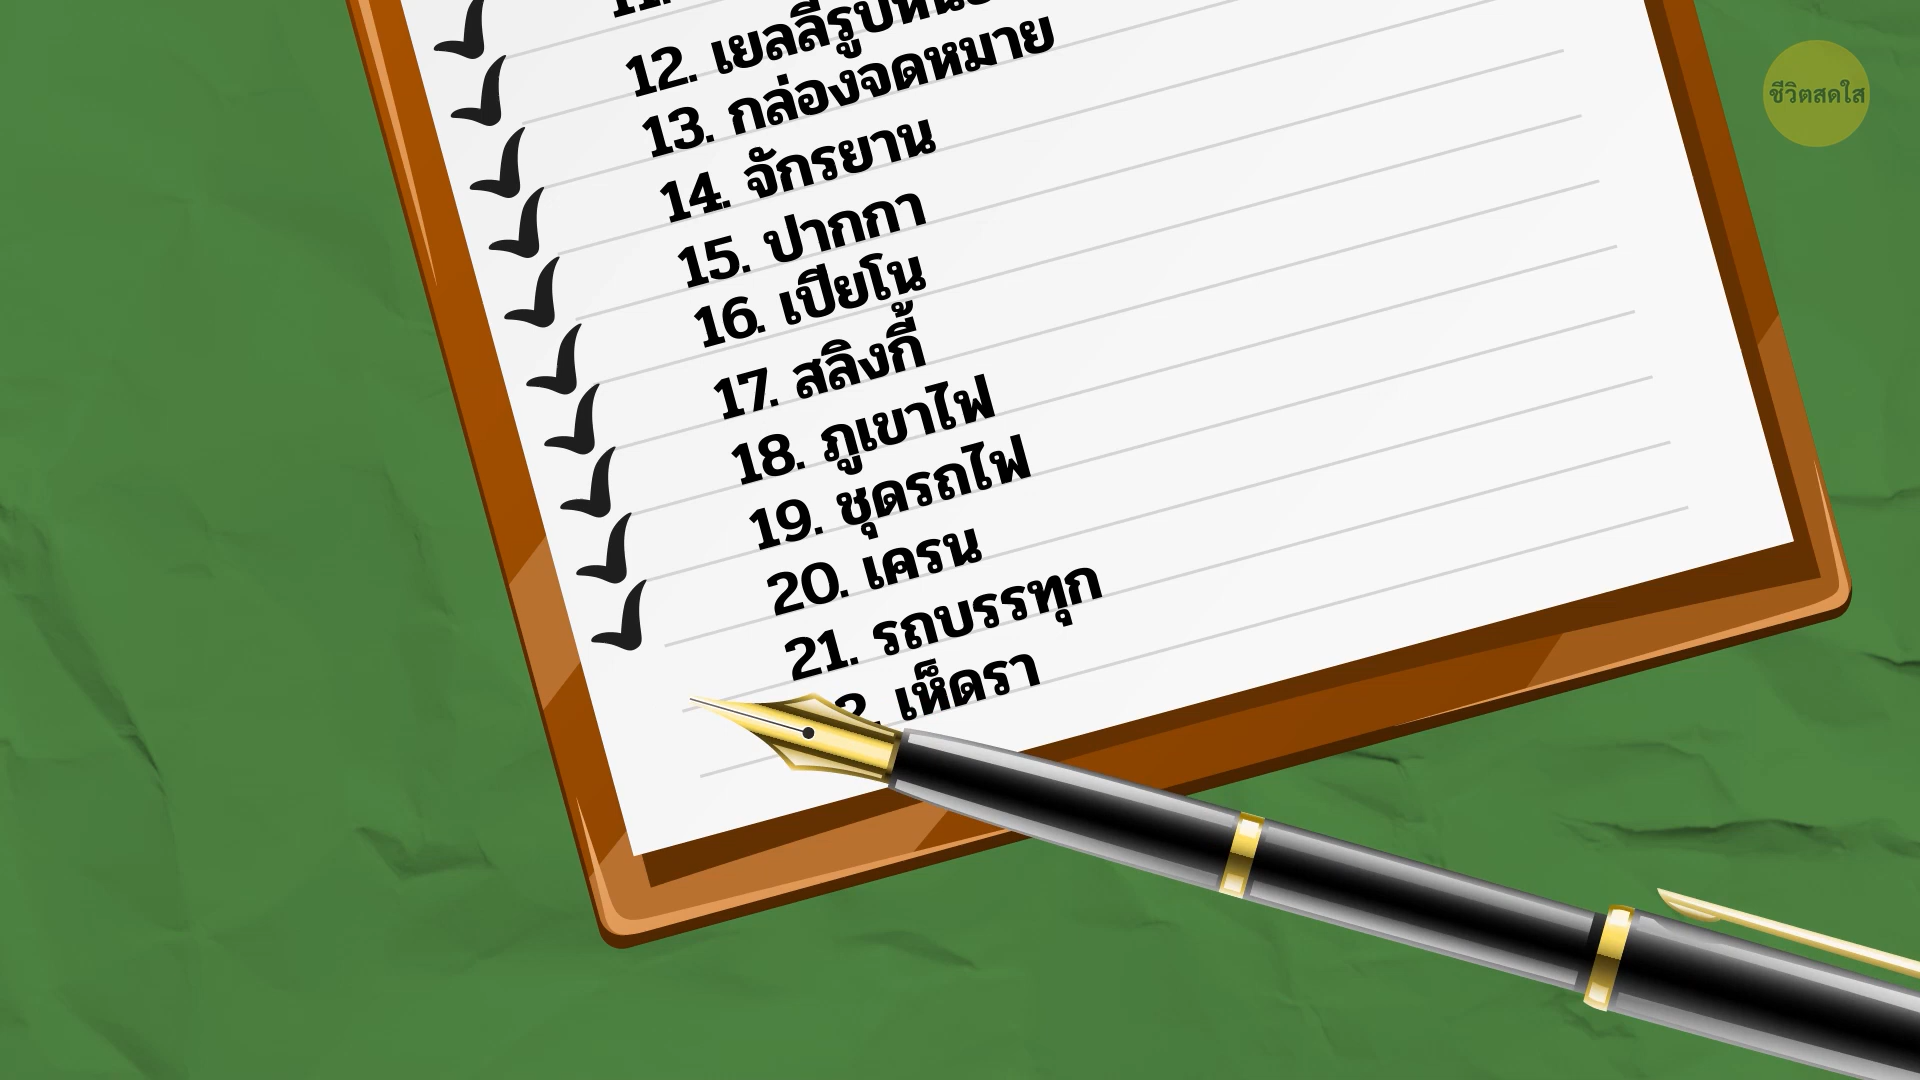 11.
12. เยลลี่รูป
13. กล่องจดหมาย
14. จักรยาน
15. ปากกา
16. เปียโน
17. สลิงกี้
18. ภูเขาไฟ
19. ชุดรถไฟ
20. เครน
21. รถบรรทุก
2. เห็ดรา
ชีวิตสดใส